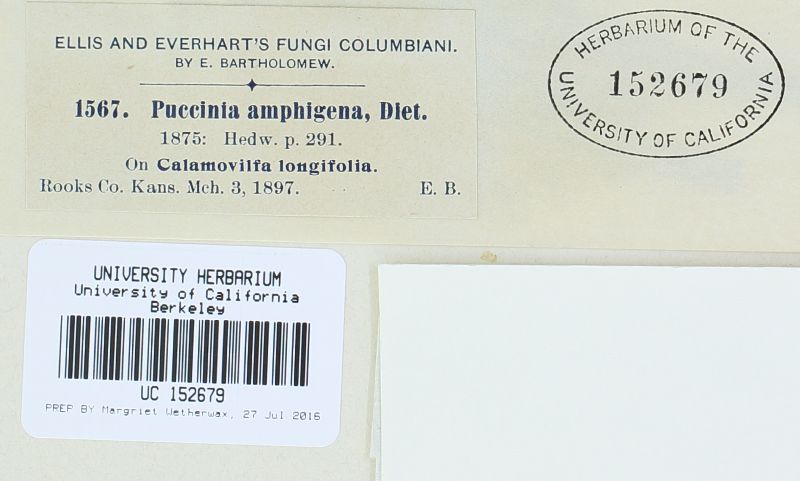 ELLIS AND EVERHART'S FUNGI COLUMBIANI.
BY E. BARTHOLOMEW.
1567. Puccinia amphigena, Diet.
1875: Hedw. p. 291.
On Calamovilfa longifolia.
Rooks Co. Kans. Mch. 3, 1897. E. B.
HERBARIUM OF THE
152679
UNIVERSITY OF CALIFORNIA
UNIVERSITY HERBARIUM
University of California
Berkeley
UC 152679
PREP BY Margriet Wetherwax, 27 Jul 2016